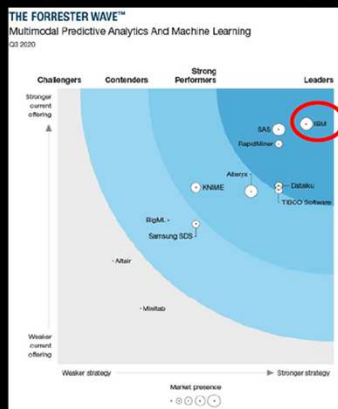 THE FORRESTER WAVE™
Multimodal Predictive Analytics And Machine Learning
Q3 2020
Challengers
Contenders
Strong
Performers
Leaders
Stronger
current
offering
IBM
SAS
RapidMiner
Alteryx
KNIME
Dataiku
TIBCO Software
BigML
Samsung SDS
Altair
Minitab
Weaker
current
offering
Weaker strategy
Stronger strategy
Market presence